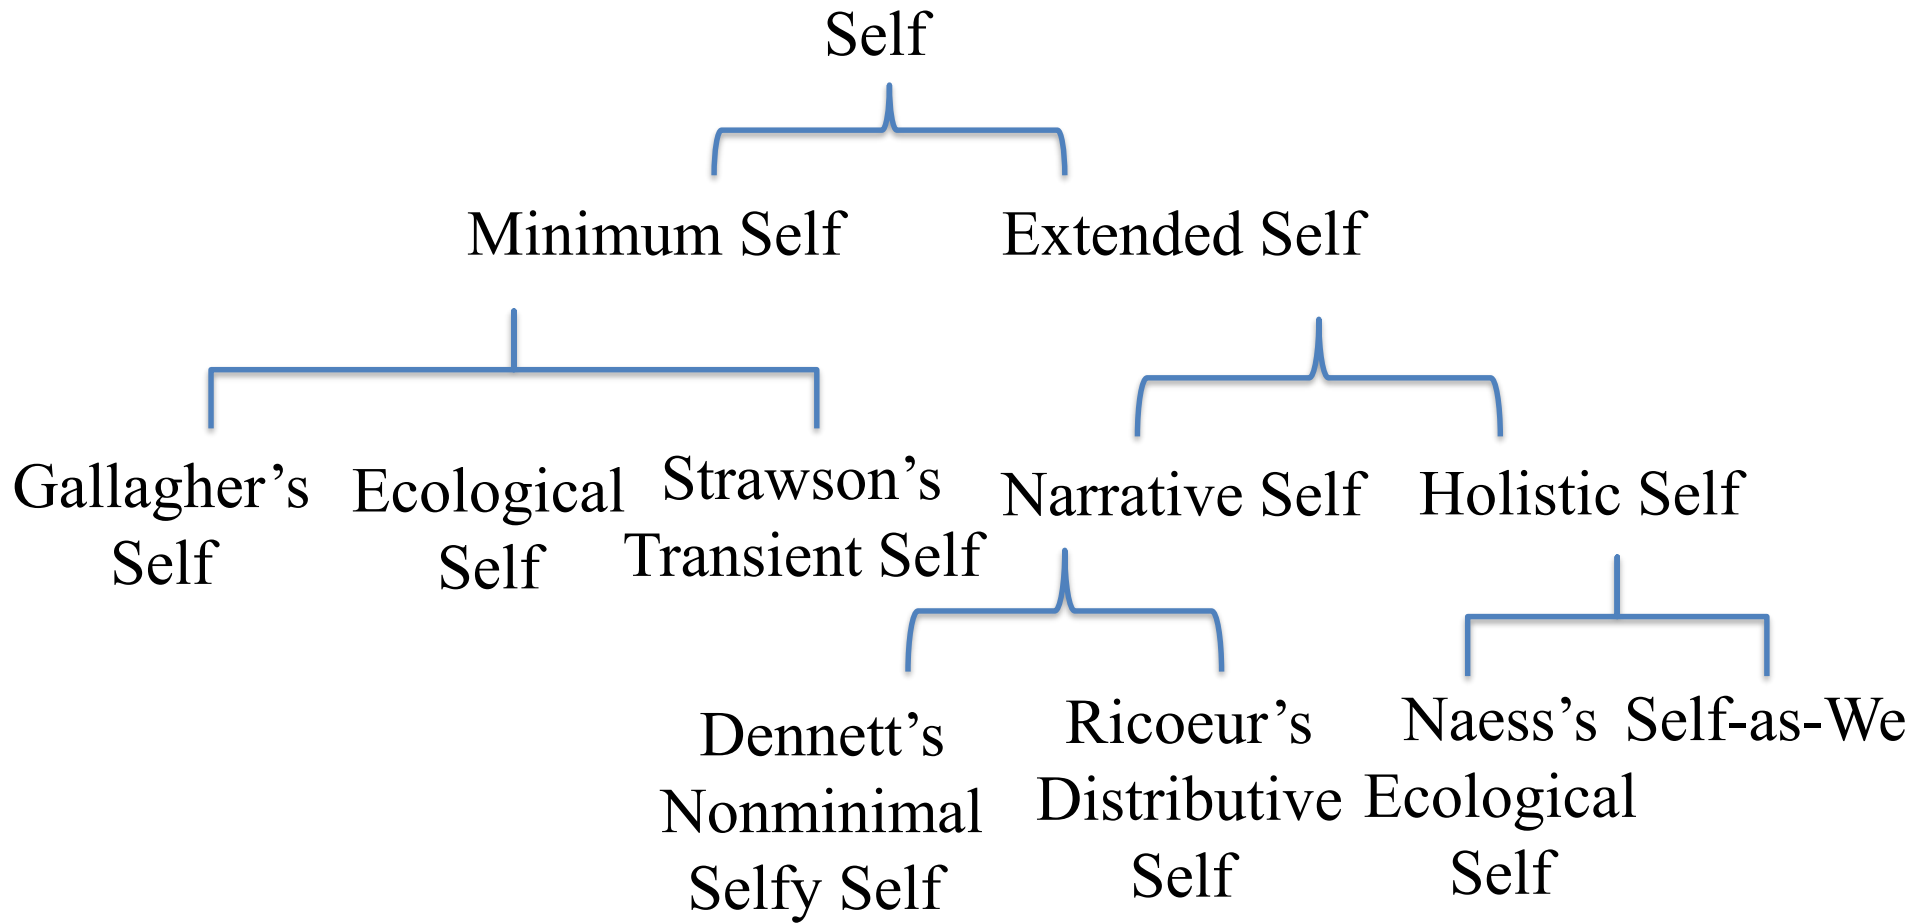 Self
Minimum Self
Extended Self
Gallagher’s
Self
Ecological
Self
Strawson’s
Transient Self
Narrative Self
Holistic Self
Dennett’s
Nonminimal
Selfy Self
Ricoeur’s
Distributive
Self
Naess’s
Ecological
Self
Self-as-We